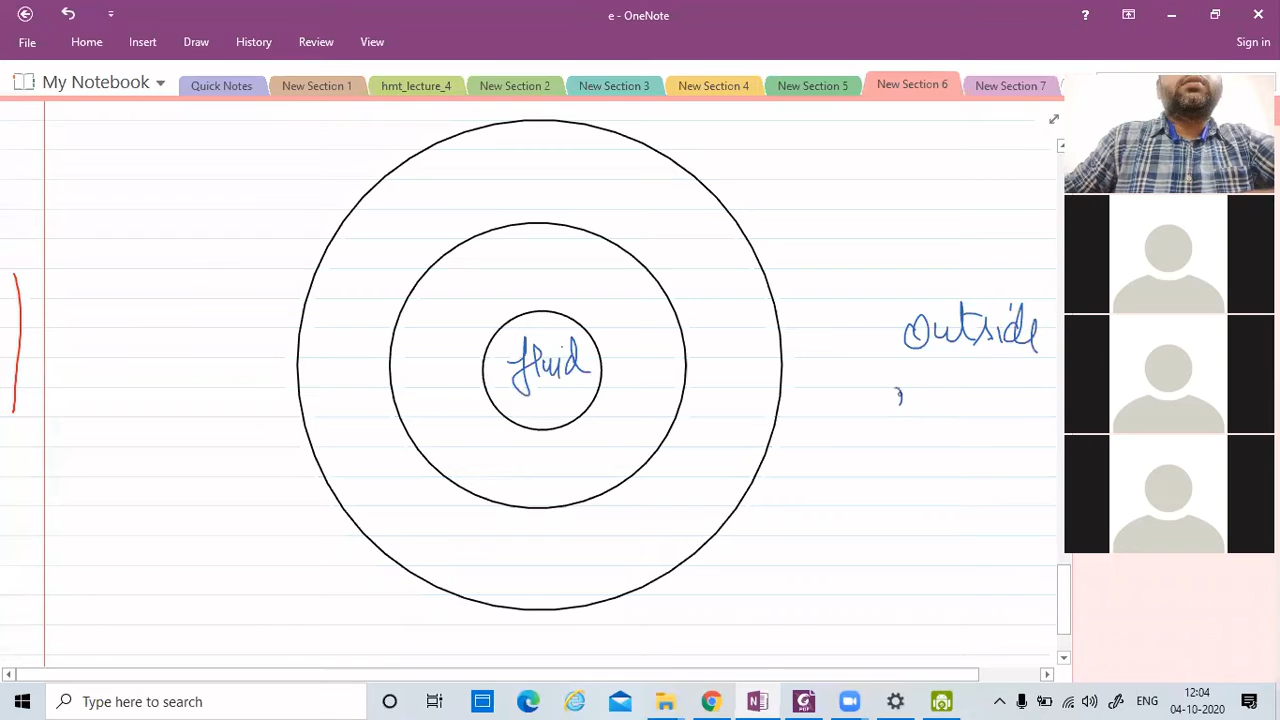 e - OneNote
File Home Insert Draw History Review View Sign in
My Notebook Quick Notes New Section 1 hmt_lecture_4 New Section 2 New Section 3 New Section 4 New Section 5 New Section 6 New Section 7
fluid
outside
Type here to search
ENG
2:04
04-10-2020